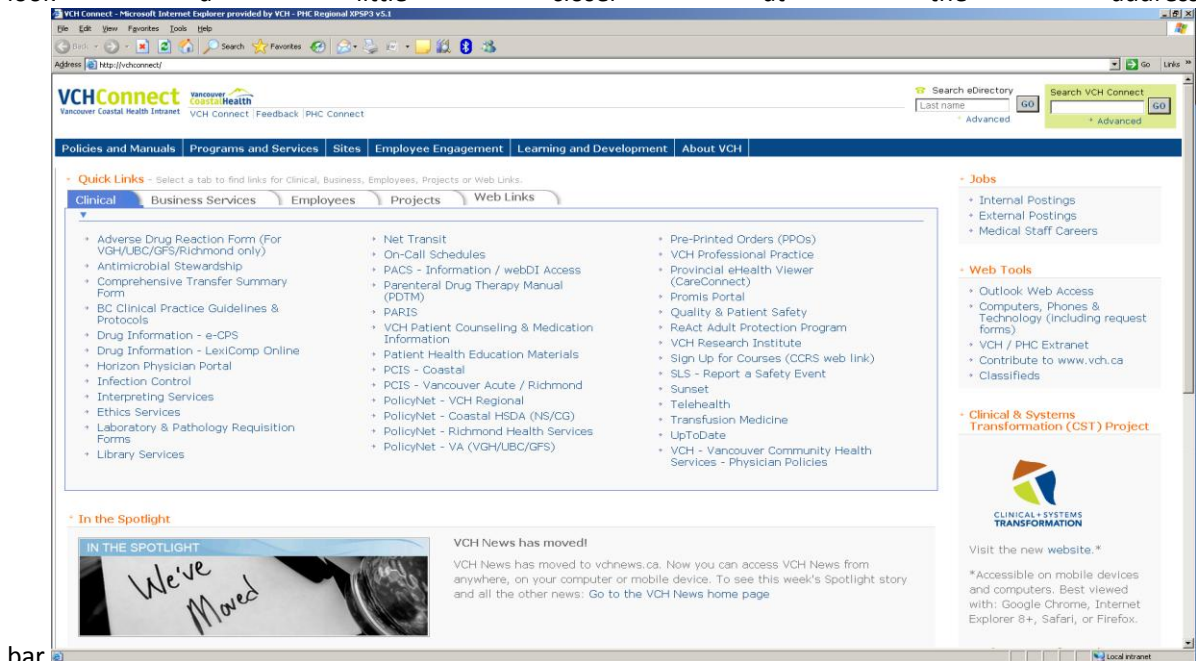 look a little closer at the address
VCH Connect - Microsoft Internet Explorer provided by VCH - PHC Regional XPSP3 v5.1
File Edit View Favorites Tools Help
Back Search Favorites
Address http://vchconnect/ Go Links »
VCHConnect vancouver CoastalHealth
Vancouver Coastal Health Intranet VCH Connect | Feedback | PHC Connect
Search eDirectory
Last name GO
Advanced
Search VCH Connect
GO
Advanced
Policies and Manuals Programs and Services Sites Employee Engagement Learning and Development About VCH
Quick Links - Select a tab to find links for Clinical, Business, Employees, Projects or Web Links.
Clinical Business Services Employees Projects Web Links
Adverse Drug Reaction Form (For
VGH/UBC/GFS/Richmond only)
Antimicrobial Stewardship
Comprehensive Transfer Summary
Form
BC Clinical Practice Guidelines &
Protocols
Drug Information - e-CPS
Drug Information - LexiComp Online
Horizon Physician Portal
Infection Control
Interpreting Services
Ethics Services
Laboratory & Pathology Requisition
Forms
Library Services
Net Transit
On-Call Schedules
PACS - Information / webDI Access
Parenteral Drug Therapy Manual
(PDTM)
PARIS
VCH Patient Counseling & Medication
Information
Patient Health Education Materials
PCIS - Coastal
PCIS - Vancouver Acute / Richmond
PolicyNet - VCH Regional
PolicyNet - Coastal HSDA (NS/CG)
PolicyNet - Richmond Health Services
PolicyNet - VA (VGH/UBC/GFS)
Pre-Printed Orders (PPOs)
VCH Professional Practice
Provincial eHealth Viewer
(CareConnect)
Promis Portal
Quality & Patient Safety
ReAct Adult Protection Program
VCH Research Institute
Sign Up for Courses (CCRS web link)
SLS - Report a Safety Event
Sunset
Telehealth
Transfusion Medicine
UpToDate
VCH - Vancouver Community Health
Services - Physician Policies
Jobs
Internal Postings
External Postings
Medical Staff Careers
Web Tools
Outlook Web Access
Computers, Phones &
Technology (including request
forms)
VCH / PHC Extranet
Contribute to www.vch.ca
Classifieds
Clinical & Systems
Transformation (CST) Project
CLINICAL+SYSTEMS
TRANSFORMATION
Visit the new website.*
*Accessible on mobile devices
and computers. Best viewed
with: Google Chrome, Internet
Explorer 8+, Safari, or Firefox.
In the Spotlight
IN THE SPOTLIGHT
We've
Moved
VCH News has moved!
VCH News has moved to vchnews.ca. Now you can access VCH News from
anywhere, on your computer or mobile device. To see this week's Spotlight story
and all the other news: Go to the VCH News home page
Local intranet
bar